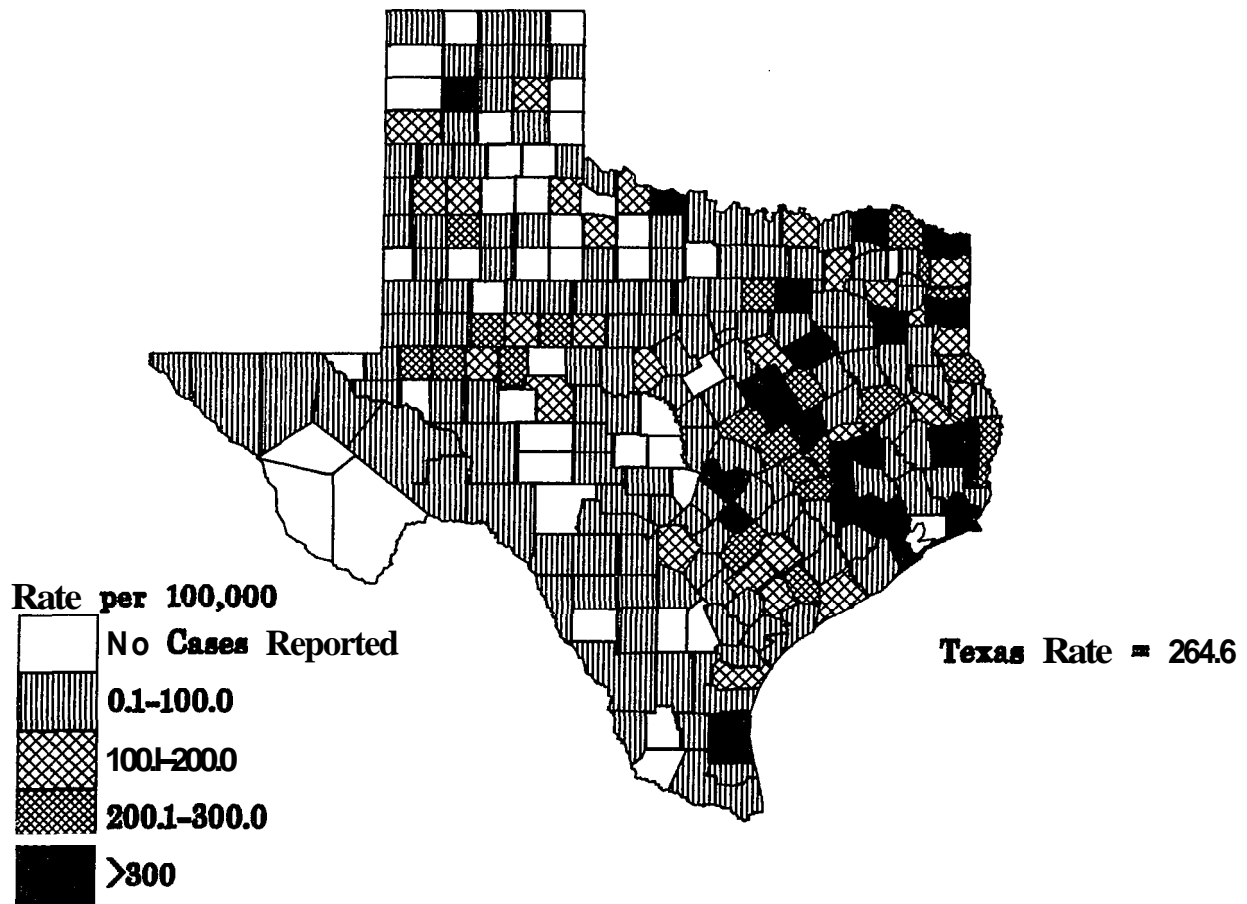 Rate per 100,000
No Cases Reported
0.1-100.0
100.1-200.0
200.1-300.0
>300
Texas Rate = 264.6